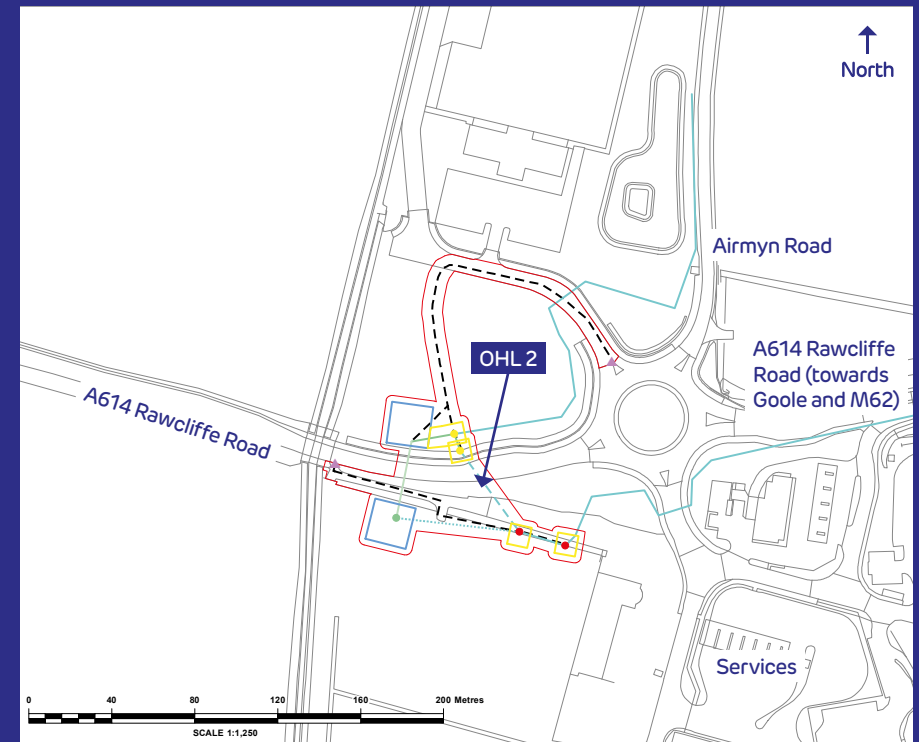 North
Airmyn Road
OHL 2
A614 Rawcliffe
Road (towards
Goole and M62)
A614 Rawcliffe Road
Services
0 40 80 120 160 200 Metres
SCALE 1:1,250